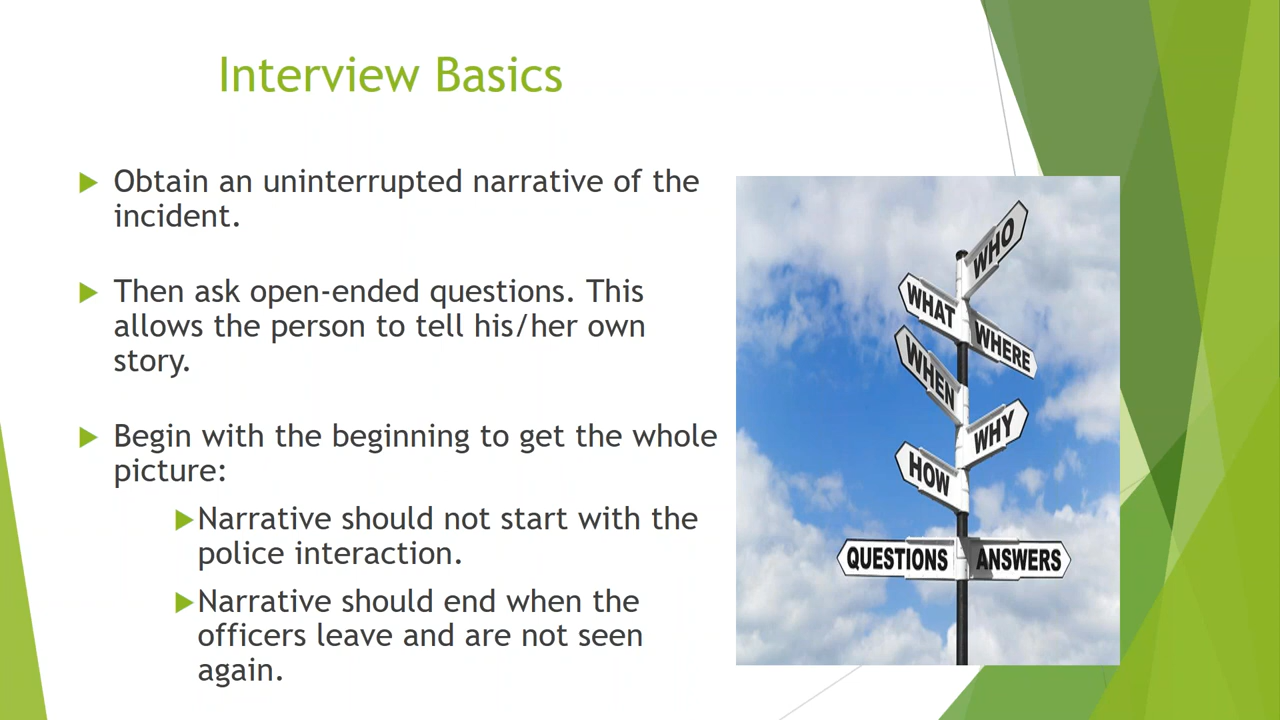 Interview Basics
Obtain an uninterrupted narrative of the
incident.
Then ask open-ended questions. This
allows the person to tell his/her own
story.
Begin with the beginning to get the whole
picture:
Narrative should not start with the
police interaction.
Narrative should end when the
officers leave and are not seen
again.
WHO
WHAT
WHERE
WHEN
WHY
HOW
QUESTIONS
ANSWERS